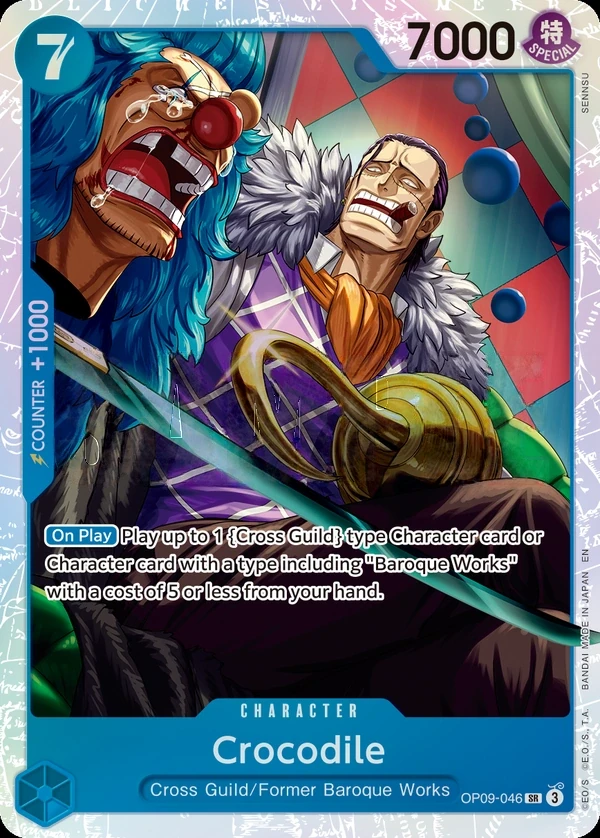 7
7000
特
SPECIAL
SENNSU
COUNTER +1000
On Play Play up to 1 {Cross Guild} type Character card or
Character card with a type including "Baroque Works"
with a cost of 5 or less from your hand.
©E.O/S ©E.O./S., T.A. BANDAI MADE IN JAPAN EN
CHARACTER
Crocodile
Cross Guild/Former Baroque Works
OP09-046 SR 3